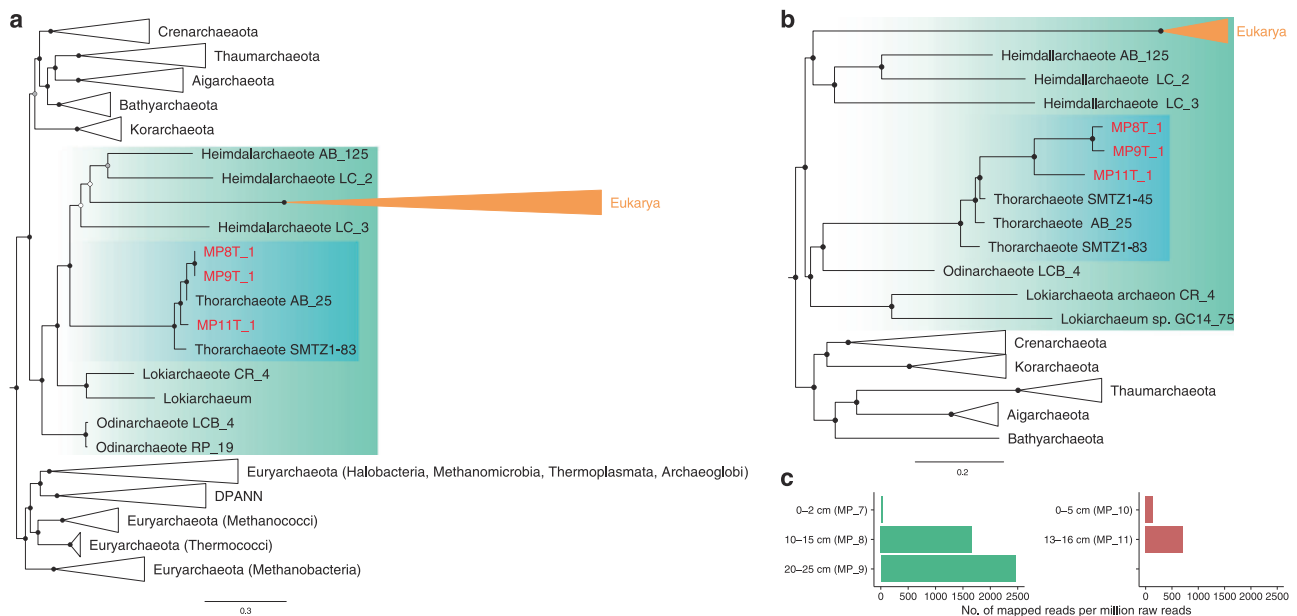 a
Crenarchaeaota
Thaumarchaeota
Aigarchaeota
Bathyarchaeota
Korarchaeota
Heimdalarchaeote AB_125
Heimdalarchaeote LC_2
Eukarya
Heimdalarchaeote LC_3
MP8T_1
MP9T_1
Thorarchaeote AB_25
MP11T_1
Thorarchaeote SMTZ1-83
Lokiarchaeote CR_4
Lokiarchaeum
Odinarchaeote LCB_4
Odinarchaeote RP_19
Euryarchaeota (Halobacteria, Methanomicrobia, Thermoplasmata, Archaeoglobi)
DPANN
Euryarchaeota (Methanococci)
Euryarchaeota (Thermococci)
Euryarchaeota (Methanobacteria)
0.3
b
Eukarya
Heimdallarchaeote AB_125
Heimdallarchaeote LC_2
Heimdallarchaeote LC_3
MP8T_1
MP9T_1
MP11T_1
Thorarchaeote SMTZ1-45
Thorarchaeote AB_25
Thorarchaeote SMTZ1-83
Odinarchaeote LCB_4
Lokiarchaeota archaeon CR_4
Lokiarchaeum sp. GC14_75
Crenarchaeota
Korarchaeota
Thaumarchaeota
Aigarchaeota
Bathyarchaeota
0.2
c
0–2 cm (MP_7)
10–15 cm (MP_8)
20–25 cm (MP_9)
0 500 1000 1500 2000 2500
0–5 cm (MP_10)
13–16 cm (MP_11)
0 500 1000 1500 2000 2500
No. of mapped reads per million raw reads